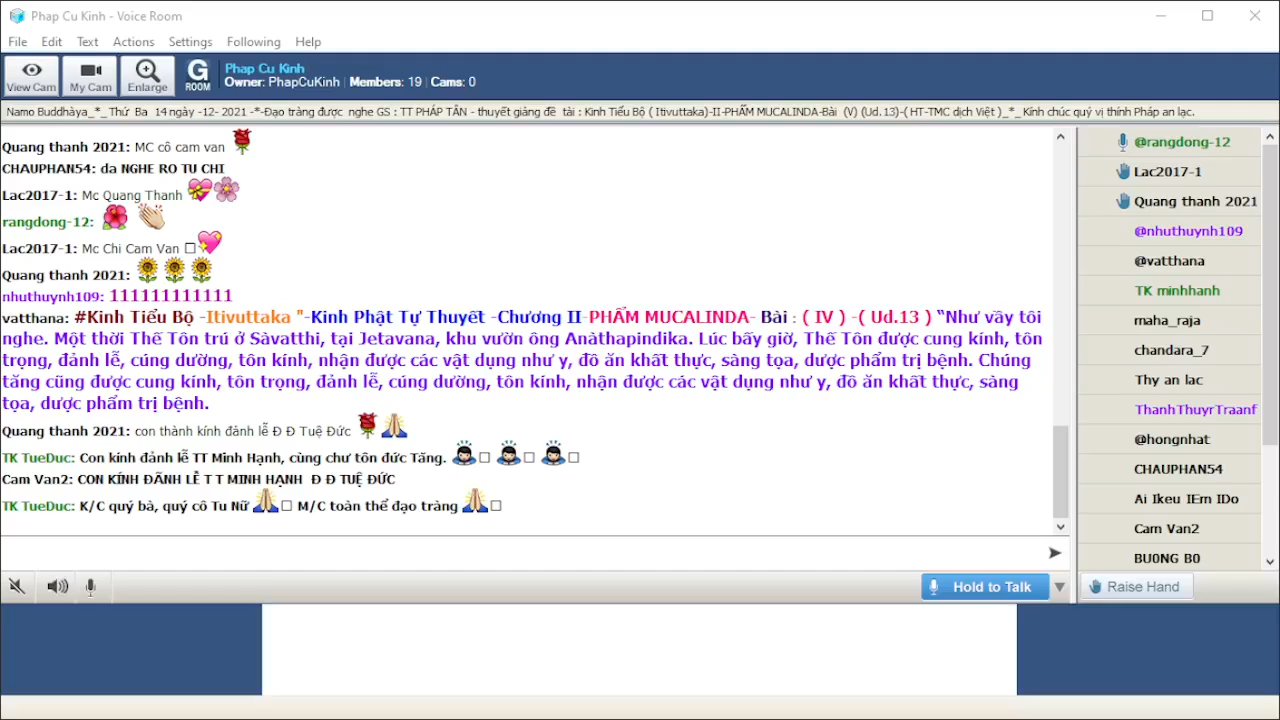 Phap Cu Kinh - Voice Room
File Edit Text Actions Settings Following Help
View Cam My Cam Enlarge G ROOM
Phap Cu Kinh
Owner: PhapCuKinh | Members: 19 | Cams: 0
Namo Buddhàya_*_ Thứ Ba 14 ngày -12- 2021 -*-Đạo tràng được nghe GS : TT PHÁP TÂN - thuyết giảng đề tài : Kinh Tiểu Bộ ( Itivuttaka)-II-PHẨM MUCALINDA-Bài (V) (Ud.13)-( HT-TMC dịch Việt )_*_ Kính chúc quý vị thính Pháp an lạc.
Quang thanh 2021: MC cô cam van
CHAUPHAN54: da NGHE RO TU CHI
Lac2017-1: Mc Quang Thanh
rangdong-12:
Lac2017-1: Mc Chi Cam Van
Quang thanh 2021:
nhuthuynh109: 111111111111
vatthana: #Kinh Tiểu Bộ -Itivuttaka "-Kinh Phật Tự Thuyết -Chương II-PHẨM MUCALINDA- Bài : ( IV ) -( Ud.13 ) “Như vầy tôi
nghe. Một thời Thế Tôn trú ở Sàvatthi, tại Jetavana, khu vườn ông Anàthapindika. Lúc bấy giờ, Thế Tôn được cung kính, tôn
trọng, đảnh lễ, cúng dường, tôn kính, nhận được các vật dụng như y, đồ ăn khất thực, sàng tọa, dược phẩm trị bệnh. Chúng
tăng cũng được cung kính, tôn trọng, đảnh lễ, cúng dường, tôn kính, nhận được các vật dụng như y, đồ ăn khất thực, sàng
tọa, dược phẩm trị bệnh.
Quang thanh 2021: con thành kính đảnh lễ Đ Đ Tuệ Đức
TK TueDuc: Con kính đảnh lễ TT Minh Hạnh, cùng chư tôn đức Tăng.
Cam Van2: CON KÍNH ĐÃNH LỄ T T MINH HẠNH Đ Đ TUỆ ĐỨC
TK TueDuc: K/C quý bà, quý cô Tu Nữ M/C toàn thể đạo tràng
Hold to Talk
@rangdong-12
Lac2017-1
Quang thanh 2021
@nhuthuynh109
@vatthana
TK minhhanh
maha_raja
chandara_7
Thy an lac
ThanhThuyrTraanf
@hongnhat
CHAUPHAN54
Ai Ikeu IEm IDo
Cam Van2
BU0NG B0
Raise Hand